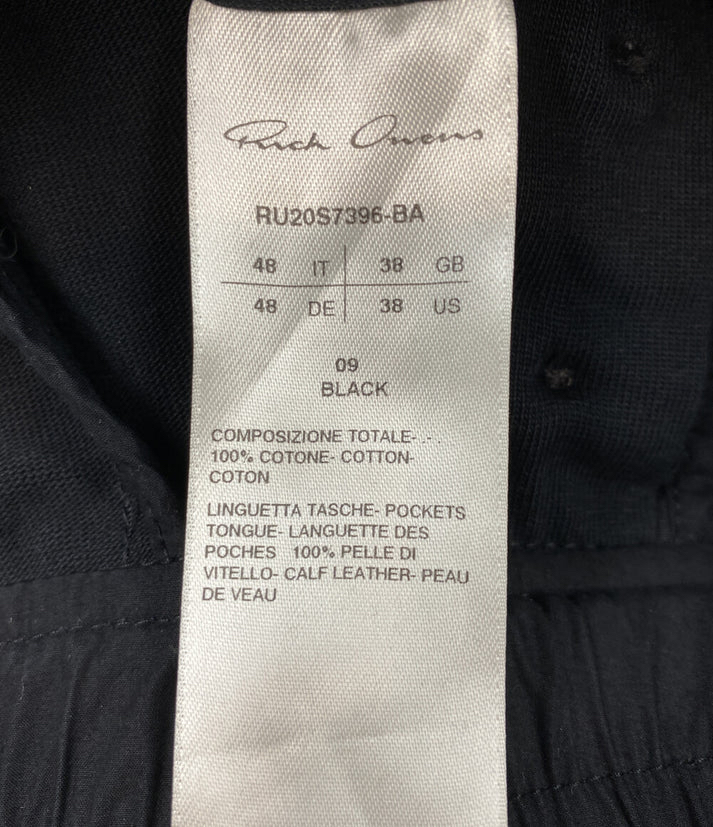 Rick Owens
RU20S7396-BA
48 IT 38 GB
48 DE 38 US
09
BLACK
COMPOSIZIONE TOTALE- .- .
100% COTONE- COTTON-
COTON
LINGUETTA TASCHE- POCKETS
TONGUE- LANGUETTE DES
POCHES 100% PELLE DI
VITELLO- CALF LEATHER- PEAU
DE VEAU